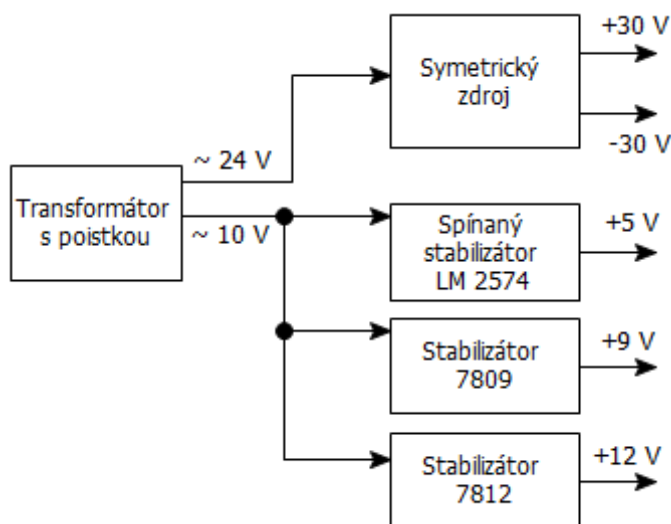 +30 V
Symetrický
zdroj
-30 V
~ 24 V
Transformátor
s poistkou
~ 10 V
Spínaný
stabilizátor
LM 2574
+5 V
Stabilizátor
7809
+9 V
Stabilizátor
7812
+12 V